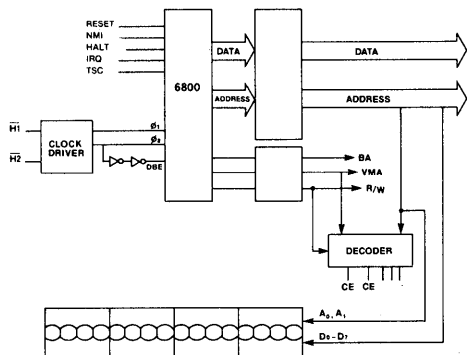 RESET
NMI
HALT
IRQ
TSC
6800
DATA
ADDRESS
DATA
ADDRESS
H1
H2
CLOCK
DRIVER
Ø1
Ø2
DBE
BA
VMA
R/W
DECODER
CE CE
A0, A1
D0-D7